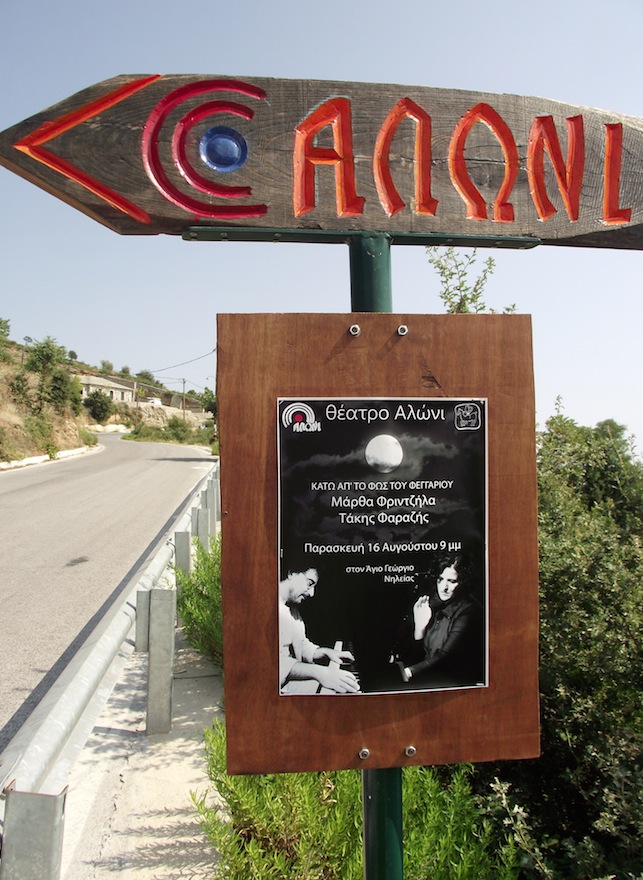 ΑΛΩΝΙ
ΑΛΩΝΙ
θέατρο Αλώνι
ΚΑΤΩ ΑΠ' ΤΟ ΦΩΣ ΤΟΥ ΦΕΓΓΑΡΙΟΥ
Μάρθα Φριντζήλα
Τάκης Φαραζής
Παρασκευή 16 Αυγούστου 9 μμ
στον Άγιο Γεώργιο
Νηλείας